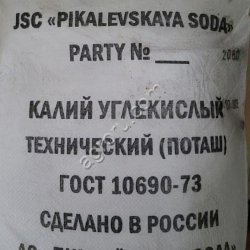 JSC «PIKALEVSKAYA SODA»
PARTY №
КАЛИЙ УГЛЕКИСЛЫЙ
ТЕХНИЧЕСКИЙ (ПОТАШ)
ГОСТ 10690-73
СДЕЛАНО В РОССИИ